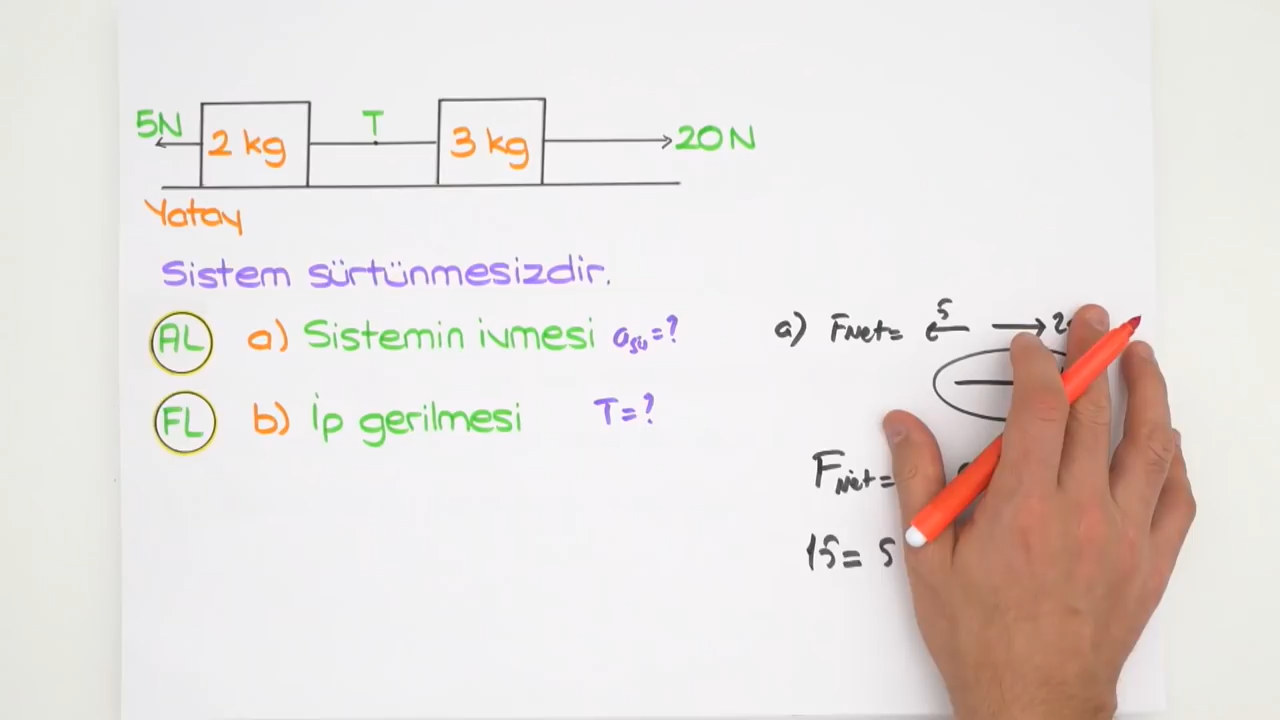 5N 2 kg T 3 kg 20 N
Yatay
Sistem sürtünmesizdir.
AL a) Sistemin ivmesi asis=?
FL b) İp gerilmesi T=?
a) FNet= 5
FNet=
15= 5